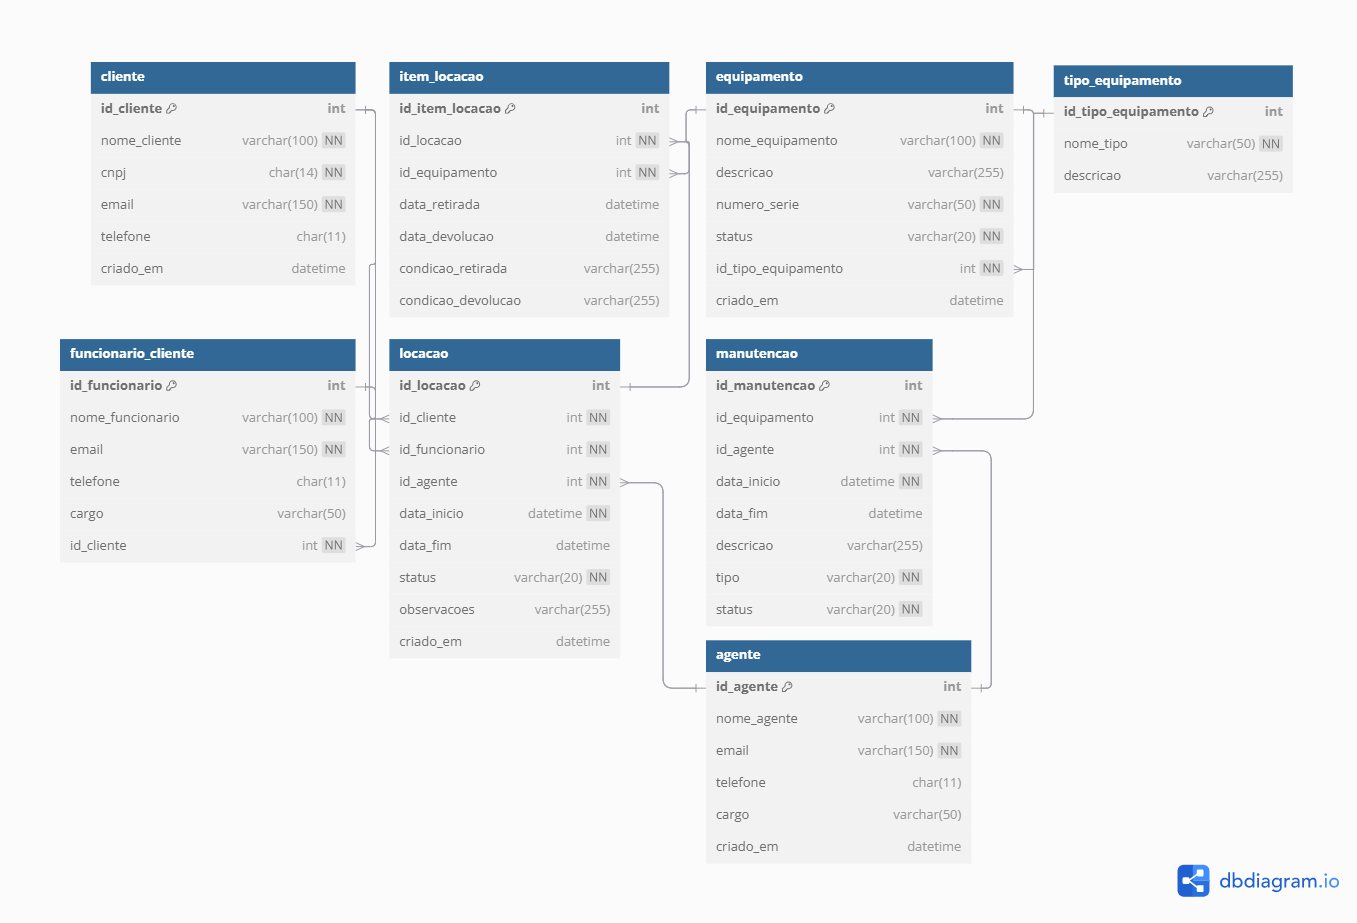 cliente
id_cliente int
nome_cliente varchar(100) NN
cnpj char(14) NN
email varchar(150) NN
telefone char(11)
criado_em datetime
item_locacao
id_item_locacao int
id_locacao int NN
id_equipamento int NN
data_retirada datetime
data_devolucao datetime
condicao_retirada varchar(255)
condicao_devolucao varchar(255)
equipamento
id_equipamento int
nome_equipamento varchar(100) NN
descricao varchar(255)
numero_serie varchar(50) NN
status varchar(20) NN
id_tipo_equipamento int NN
criado_em datetime
tipo_equipamento
id_tipo_equipamento int
nome_tipo varchar(50) NN
descricao varchar(255)
funcionario_cliente
id_funcionario int
nome_funcionario varchar(100) NN
email varchar(150) NN
telefone char(11)
cargo varchar(50)
id_cliente int NN
locacao
id_locacao int
id_cliente int NN
id_funcionario int NN
id_agente int NN
data_inicio datetime NN
data_fim datetime
status varchar(20) NN
observacoes varchar(255)
criado_em datetime
manutencao
id_manutencao int
id_equipamento int NN
id_agente int NN
data_inicio datetime NN
data_fim datetime
descricao varchar(255)
tipo varchar(20) NN
status varchar(20) NN
agente
id_agente int
nome_agente varchar(100) NN
email varchar(150) NN
telefone char(11)
cargo varchar(50)
criado_em datetime
dbdiagram.io